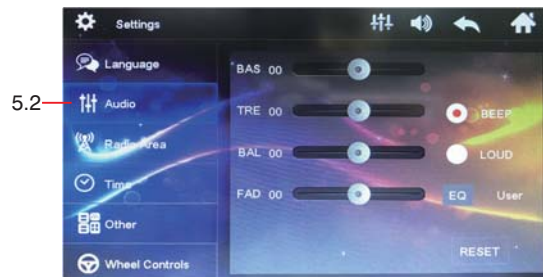 Settings
Language
5.2 Audio
Radio Area
Time
Other
Wheel Controls
BAS 00
TRE 00
BEEP
BAL 00
LOUD
FAD 00
EQ User
RESET